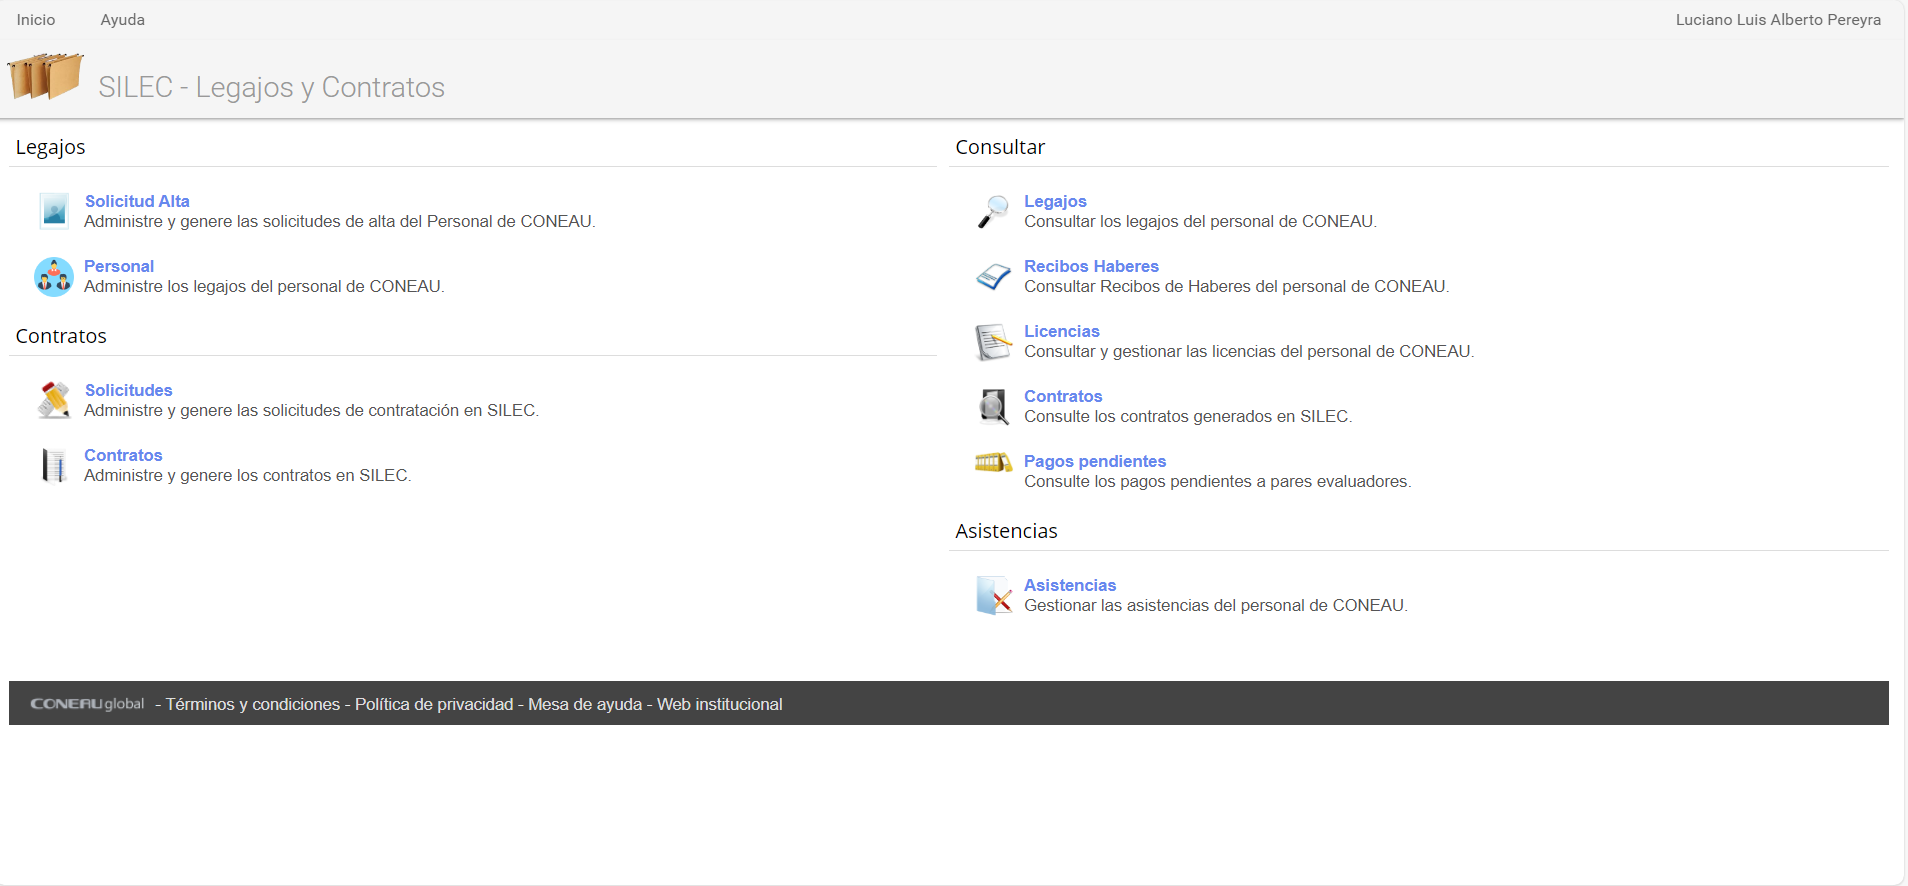 Inicio
Ayuda
Luciano Luis Alberto Pereyra
SILEC - Legajos y Contratos
Legajos
Solicitud Alta
Administre y genere las solicitudes de alta del Personal de CONEAU.
Personal
Administre los legajos del personal de CONEAU.
Contratos
Solicitudes
Administre y genere las solicitudes de contratación en SILEC.
Contratos
Administre y genere los contratos en SILEC.
Consultar
Legajos
Consultar los legajos del personal de CONEAU.
Recibos Haberes
Consultar Recibos de Haberes del personal de CONEAU.
Licencias
Consultar y gestionar las licencias del personal de CONEAU.
Contratos
Consulte los contratos generados en SILEC.
Pagos pendientes
Consulte los pagos pendientes a pares evaluadores.
Asistencias
Asistencias
Gestionar las asistencias del personal de CONEAU.
CONEAU global - Términos y condiciones - Política de privacidad - Mesa de ayuda - Web institucional